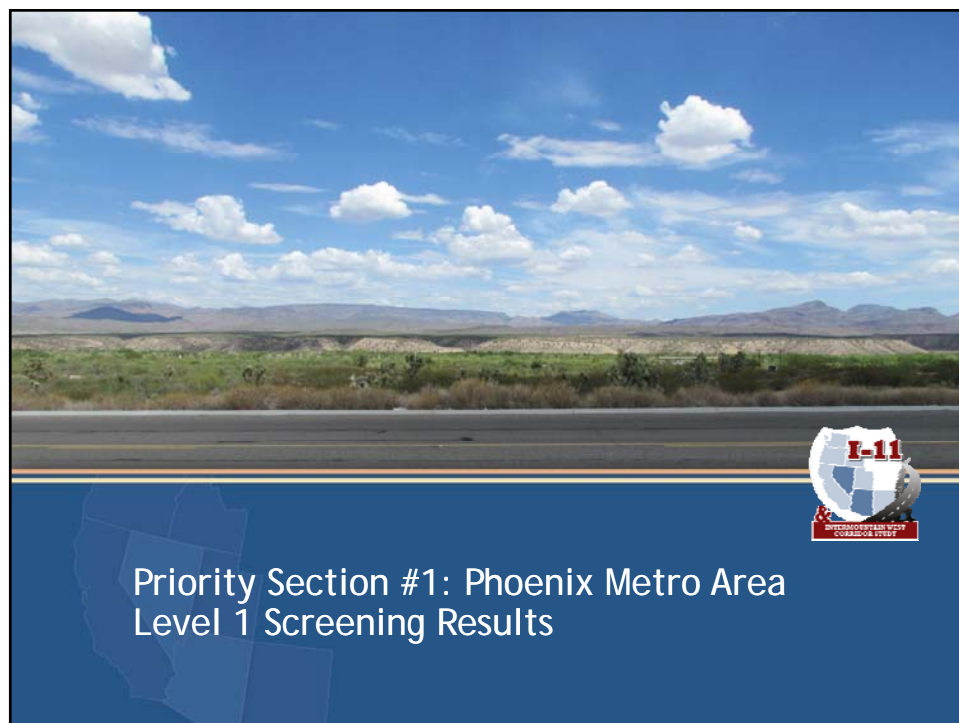 I-11
&
INTERMOUNTAIN WEST
CORRIDOR STUDY
Priority Section #1: Phoenix Metro Area
Level 1 Screening Results